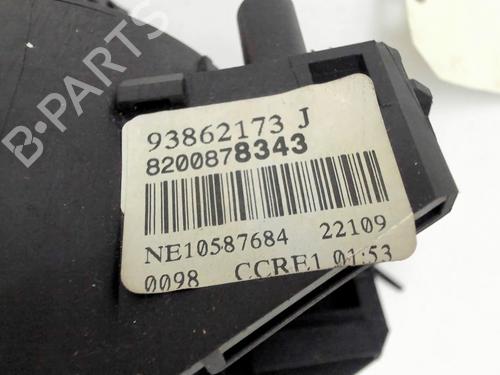 93862173 J
8200878343
NE10587684 22109
0098 CCRE1 01:53
B-PARTS